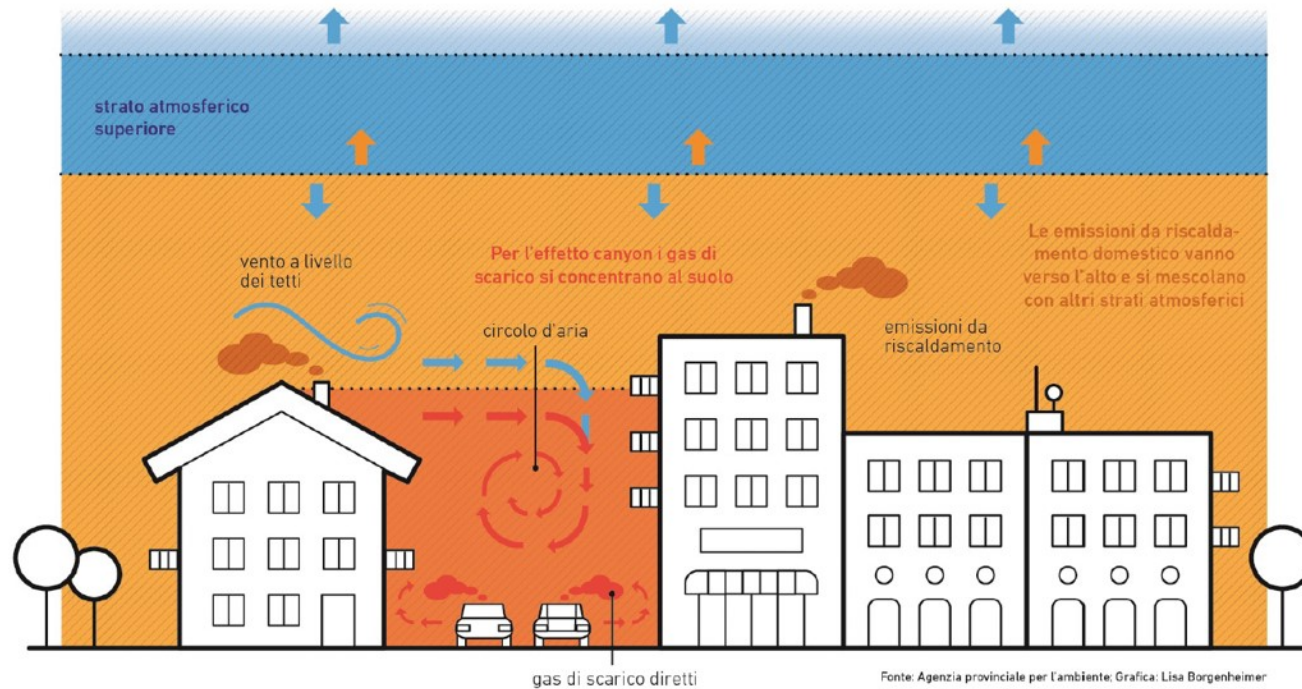 strato atmosferico
superiore
vento a livello
dei tetti
Per l'effetto canyon i gas di
scarico si concentrano al suolo
Le emissioni da riscalda-
mento domestico vanno
verso l'alto e si mescolano
con altri strati atmosferici
circolo d'aria
emissioni da
riscaldamento
gas di scarico diretti
Fonte: Agenzia provinciale per l'ambiente; Grafica: Lisa Borgenheimer